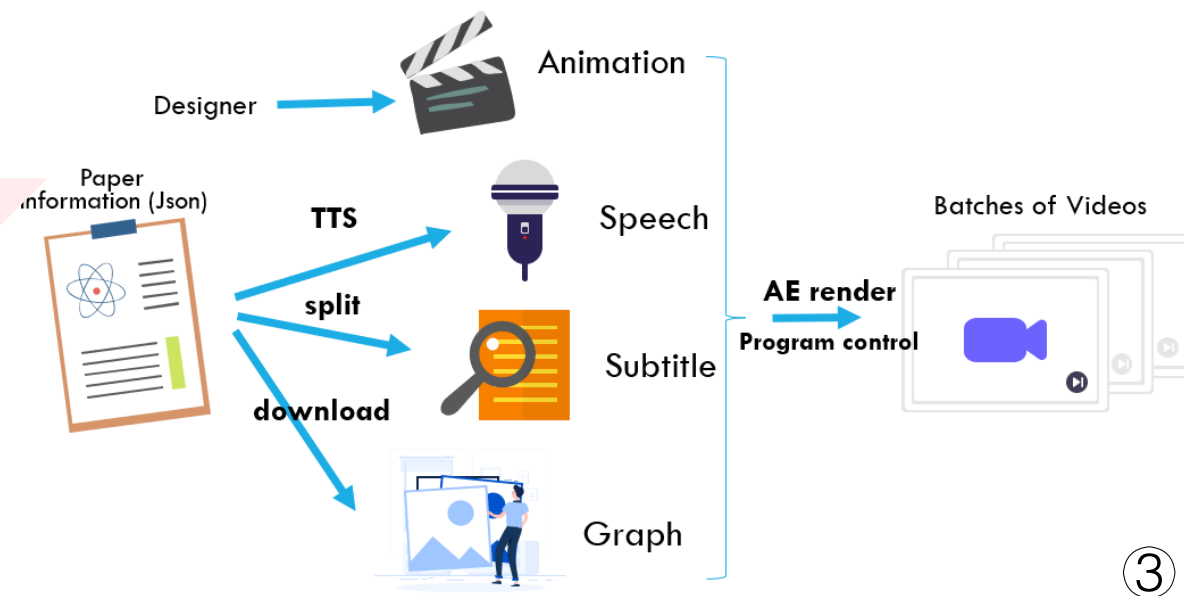 Animation
Designer
Paper
Information (Json)
TTS
Speech
Batches of Videos
split
AE render
Program control
Subtitle
download
Graph
③